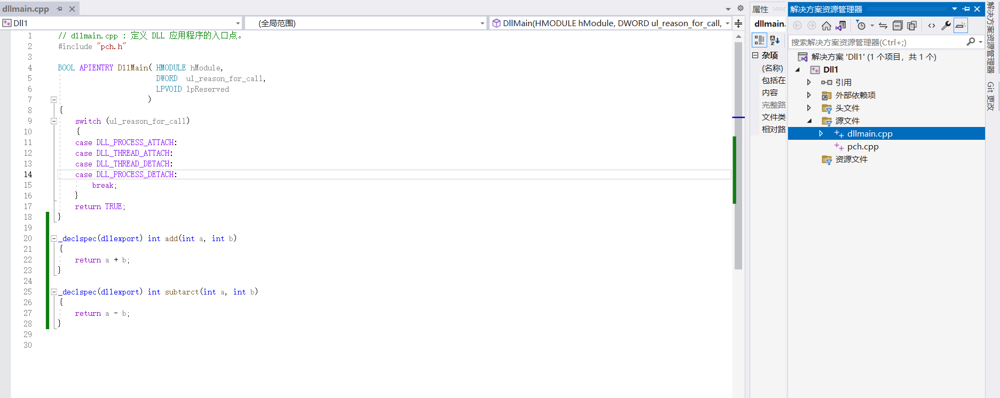 dllmain.cpp
Dll1
(全局范围)
DllMain(HMODULE hModule, DWORD ul_reason_for_call,
1 // dllmain.cpp : 定义 DLL 应用程序的入口点。
2 #include "pch.h"
3
4 BOOL APIENTRY DllMain( HMODULE hModule,
5 DWORD  ul_reason_for_call,
6 LPVOID lpReserved
7 )
8 {
9 switch (ul_reason_for_call)
10 {
11 case DLL_PROCESS_ATTACH:
12 case DLL_THREAD_ATTACH:
13 case DLL_THREAD_DETACH:
14 case DLL_PROCESS_DETACH:
15 break;
16 }
17 return TRUE;
18 }
19
20 _declspec(dllexport) int add(int a, int b)
21 {
22 return a + b;
23 }
24
25 _declspec(dllexport) int subtarct(int a, int b)
26 {
27 return a - b;
28 }
29
30
属性
dllmain.
杂项
(名称)
包括在
内容
完整路
文件类
相对路
解决方案资源管理器
搜索解决方案资源管理器(Ctrl+;)
解决方案 'Dll1' (1 个项目，共 1 个)
Dll1
引用
外部依赖项
头文件
源文件
dllmain.cpp
pch.cpp
资源文件
解决方案资源管理器
Git 更改